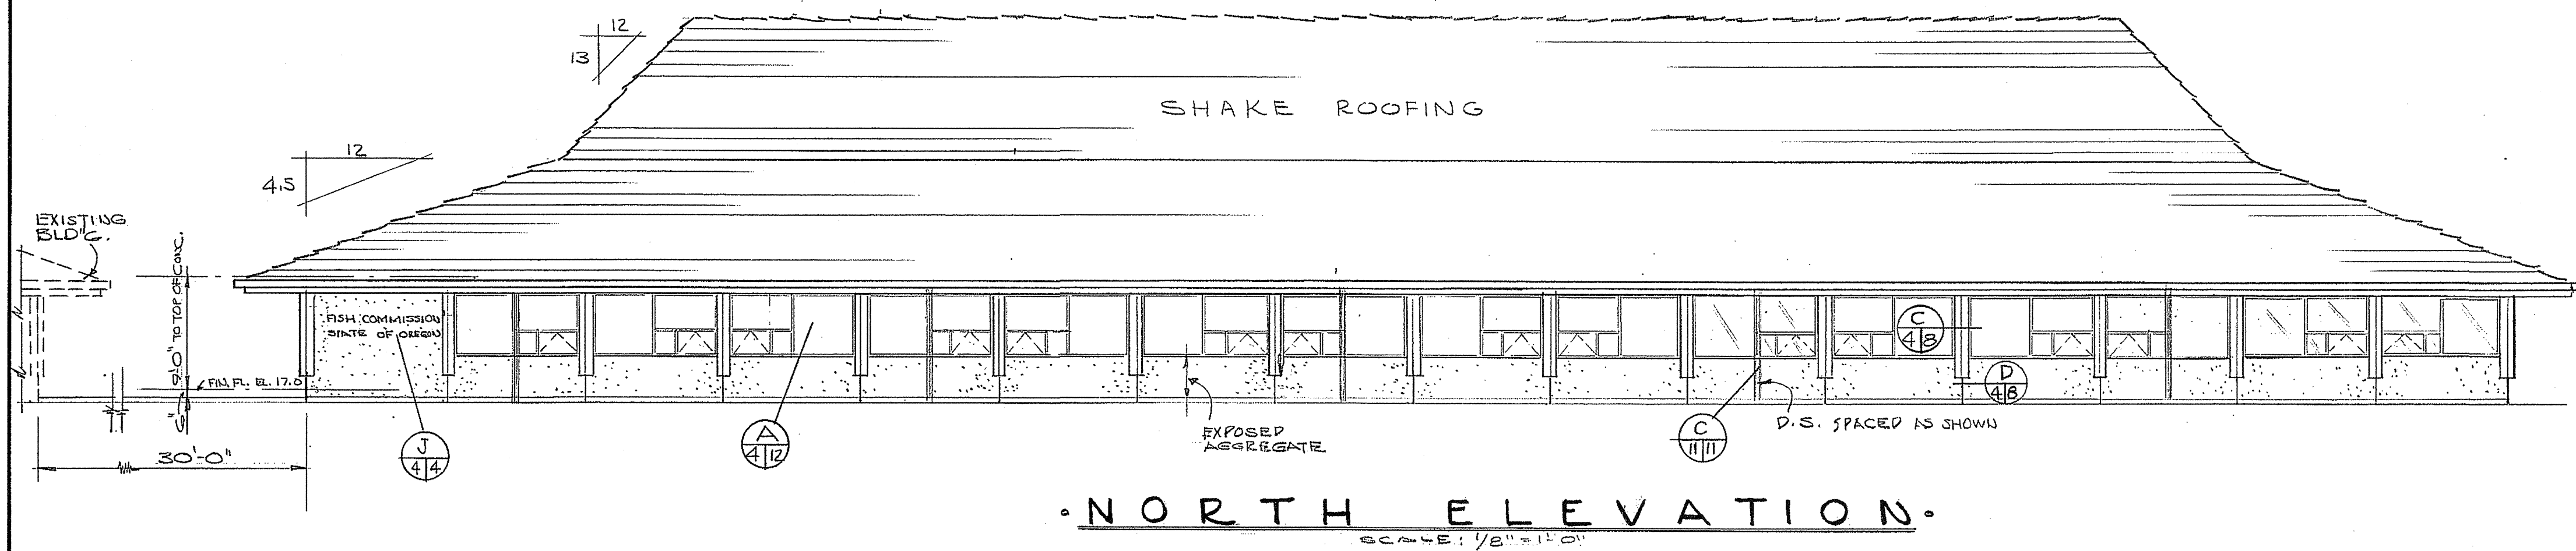 12
13
SHAKE ROOFING
12
4.5
EXISTING
BLD'G.
9'-0" TO TOP OF CONC.
FISH COMMISSION
STATE OF OREGON
FIN. FL. EL. 17.0
6"
30'-0"
J
4 4
A
4 12
EXPOSED
AGGREGATE
C
11 11
C
4 8
D
4 8
D.S. SPACED AS SHOWN
·NORTH ELEVATION·
SCALE: 1/8" = 1'-0"